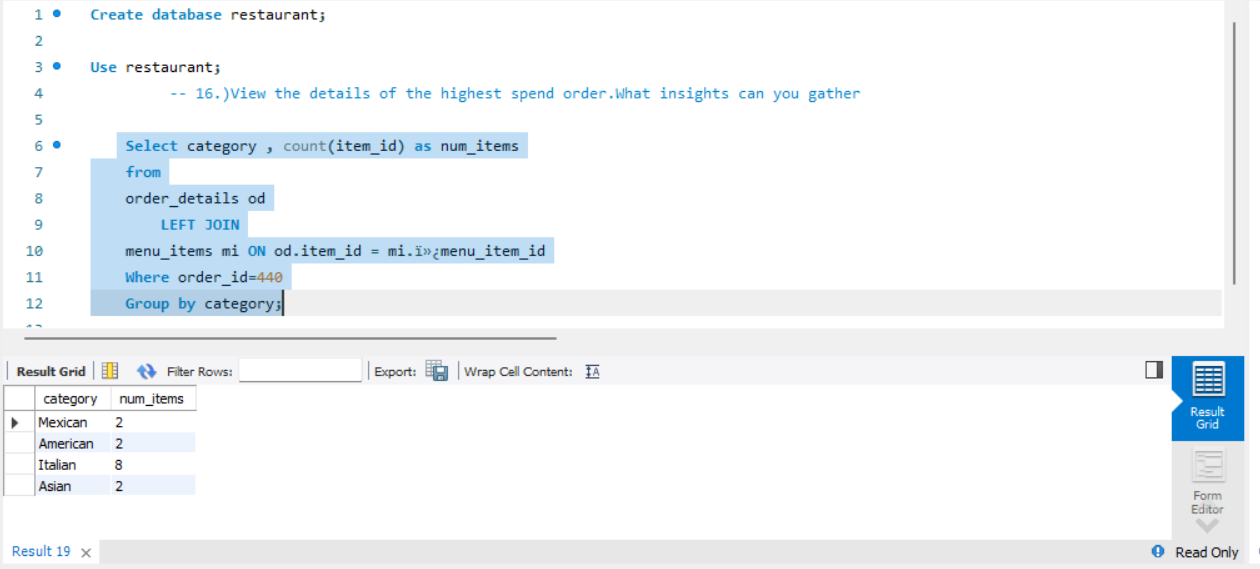 1 Create database restaurant;
2
3 Use restaurant;
4 -- 16.)View the details of the highest spend order.What insights can you gather
5
6 Select category , count(item_id) as num_items
7 from
8 order_details od
9 LEFT JOIN
10 menu_items mi ON od.item_id = mi.ï»¿menu_item_id
11 Where order_id=440
12 Group by category;
Result Grid Filter Rows: Export: Wrap Cell Content: IA
category num_items
Mexican 2
American 2
Italian 8
Asian 2
Result Grid
Form Editor
Result 19 × Read Only